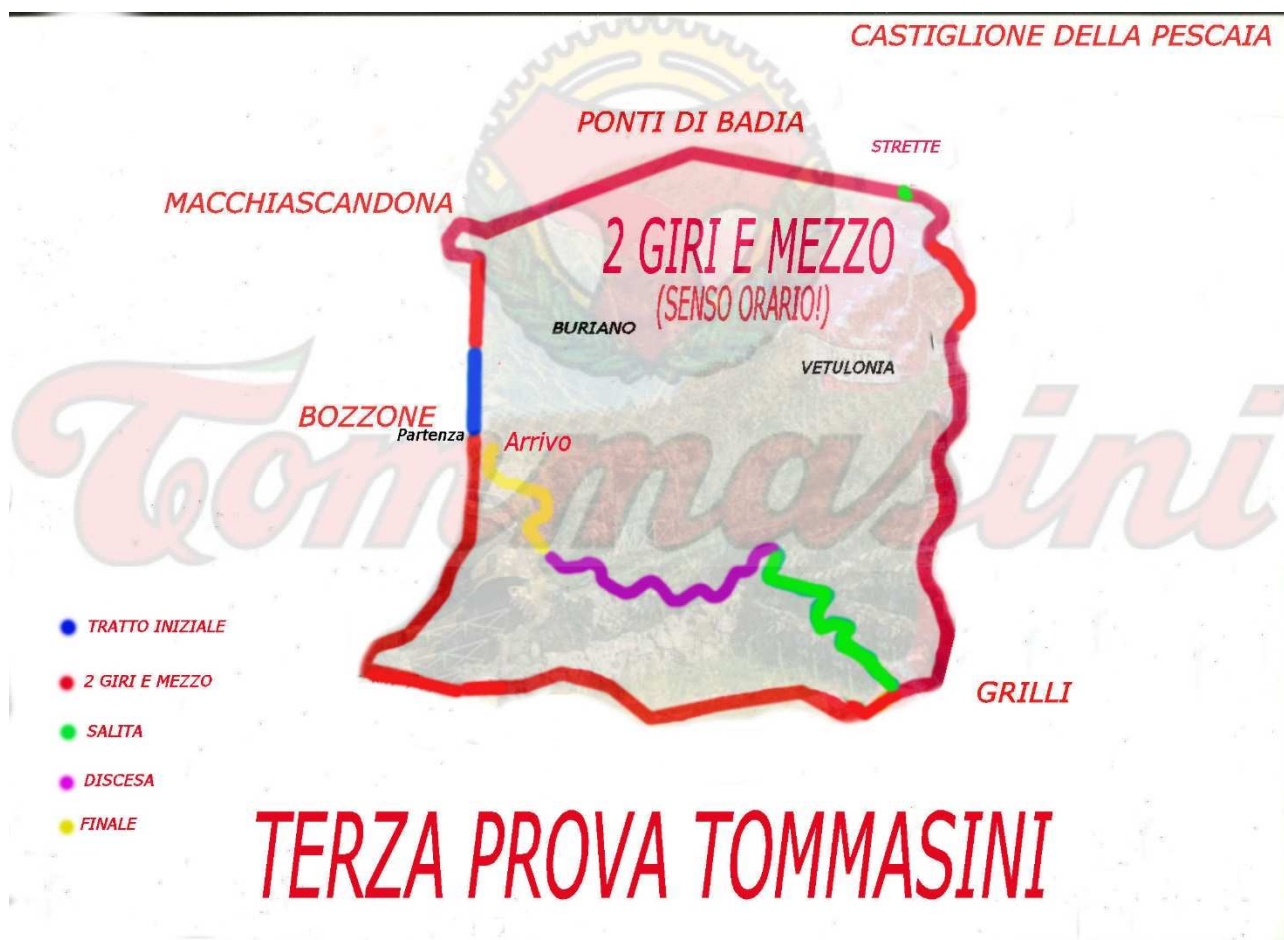 CASTIGLIONE DELLA PESCAIA
PONTI DI BADIA
STRETTE
MACCHIASCANDONA
2 GIRI E MEZZO
(SENSO ORARIO!)
BURIANO
VETULONIA
BOZZONE
Partenza
Arrivo
Tommasini
TRATTO INIZIALE
2 GIRI E MEZZO
GRILLI
SALITA
DISCESA
FINALE
TERZA PROVA TOMMASINI